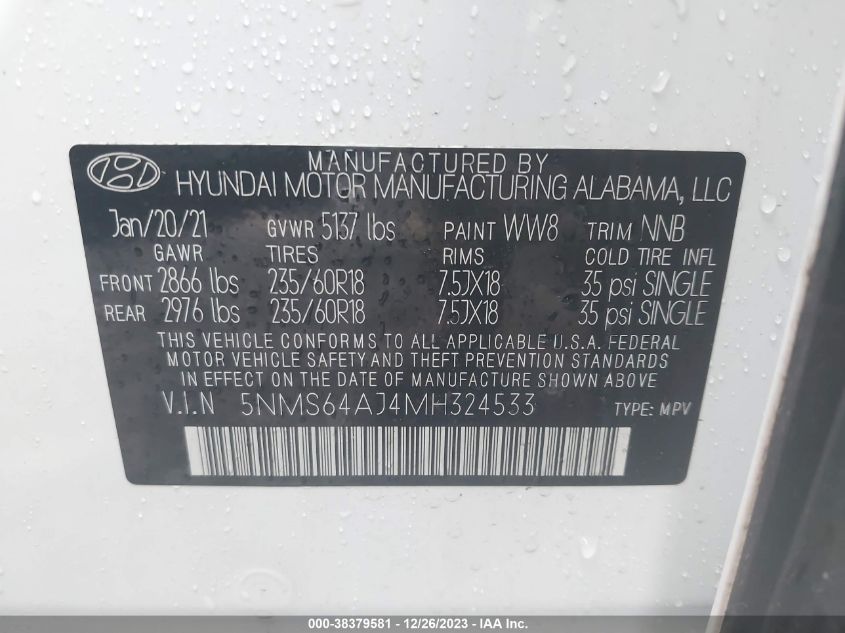 MANUFACTURED BY
HYUNDAI MOTOR MANUFACTURING ALABAMA, LLC
Jan/20/21 GVWR 5137 lbs PAINT WW8 TRIM NNB
GAWR TIRES RIMS COLD TIRE INFL
FRONT 2866 lbs 235/60R18 7.5JX18 35 psi SINGLE
REAR 2976 lbs 235/60R18 7.5JX18 35 psi SINGLE
THIS VEHICLE CONFORMS TO ALL APPLICABLE U.S.A. FEDERAL
MOTOR VEHICLE SAFETY AND THEFT PREVENTION STANDARDS
IN EFFECT ON THE DATE OF MANUFACTURE SHOWN ABOVE.
V.I.N 5NMS64AJ4MH324533 TYPE: MPV
000-38379581 - 12/26/2023 - IAA Inc.